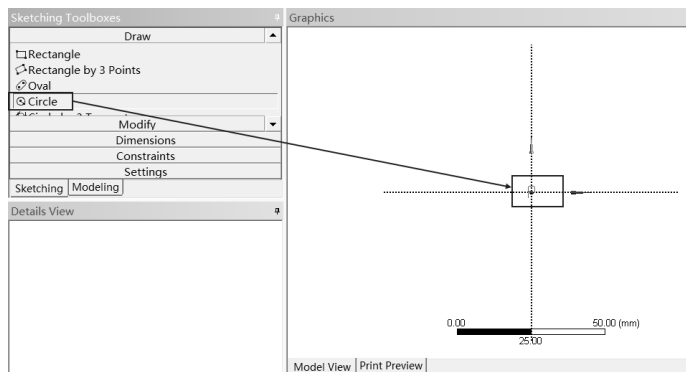 Sketching Toolboxes
Draw
Rectangle
Rectangle by 3 Points
Oval
Circle
Modify
Dimensions
Constraints
Settings
Sketching Modeling
Details View
Graphics
0.00 50.00 (mm)
25.00
Model View Print Preview